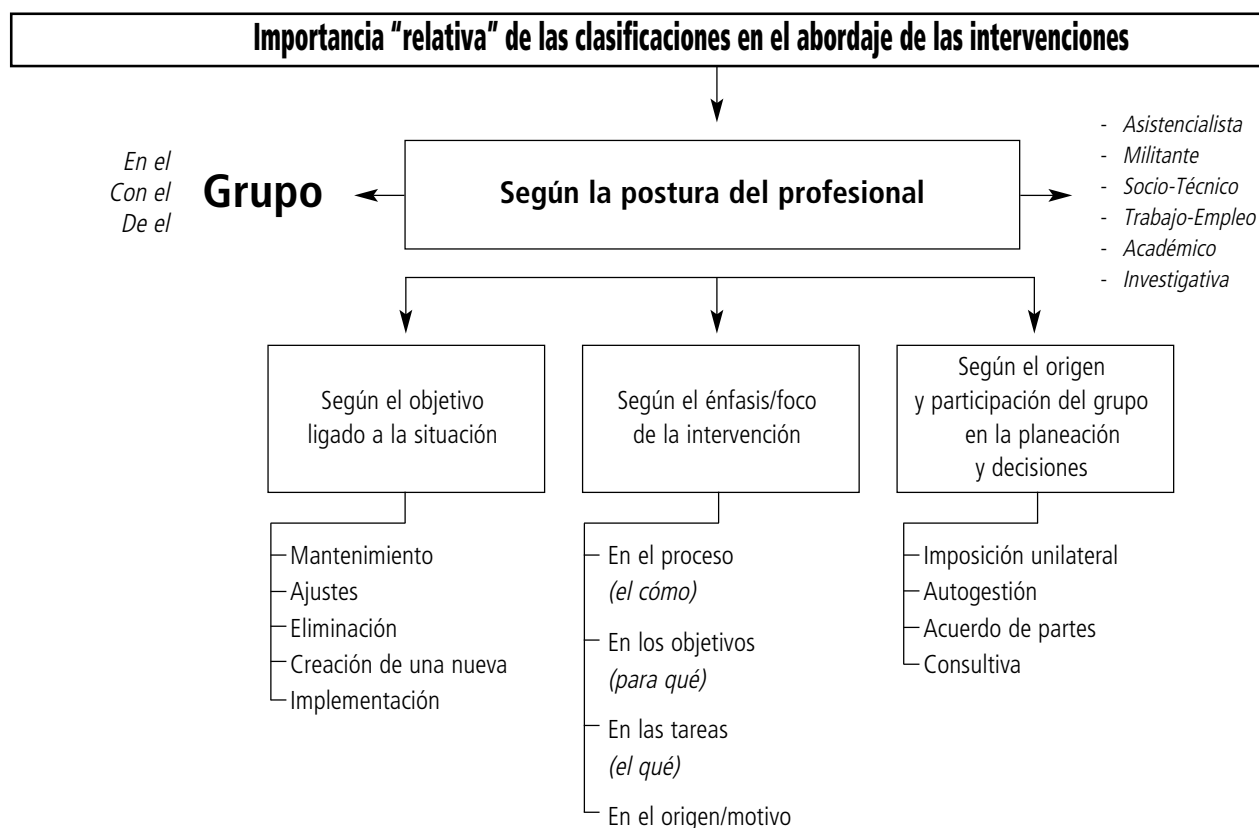 Importancia “relativa” de las clasificaciones en el abordaje de las intervenciones
En el
Con el
De el
Grupo
Según la postura del profesional
- Asistencialista
- Militante
- Socio-Técnico
- Trabajo-Empleo
- Académico
- Investigativa
Según el objetivo
ligado a la situación
Mantenimiento
Ajustes
Eliminación
Creación de una nueva
Implementación
Según el énfasis/foco
de la intervención
En el proceso
(el cómo)
En los objetivos
(para qué)
En las tareas
(el qué)
En el origen/motivo
Según el origen
y participación del grupo
en la planeación
y decisiones
Imposición unilateral
Autogestión
Acuerdo de partes
Consultiva